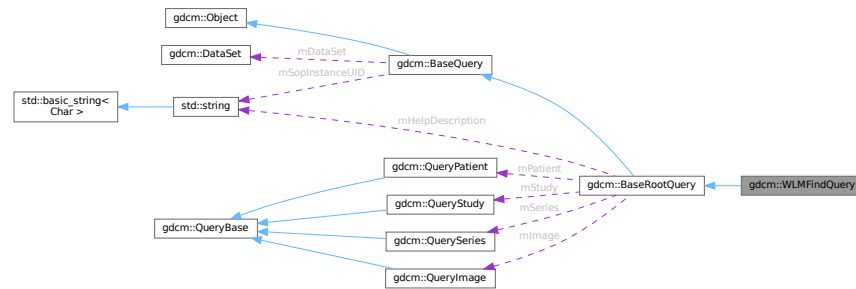 gdcm::Object
gdcm::DataSet
mDataSet
gdcm::BaseQuery
mSopInstanceUID
std::basic_string<
Char >
std::string
mHelpDescription
gdcm::QueryPatient
mPatient
gdcm::BaseRootQuery
gdcm::WLMFindQuery
mStudy
gdcm::QueryStudy
mSeries
gdcm::QueryBase
gdcm::QuerySeries
mImage
gdcm::QueryImage